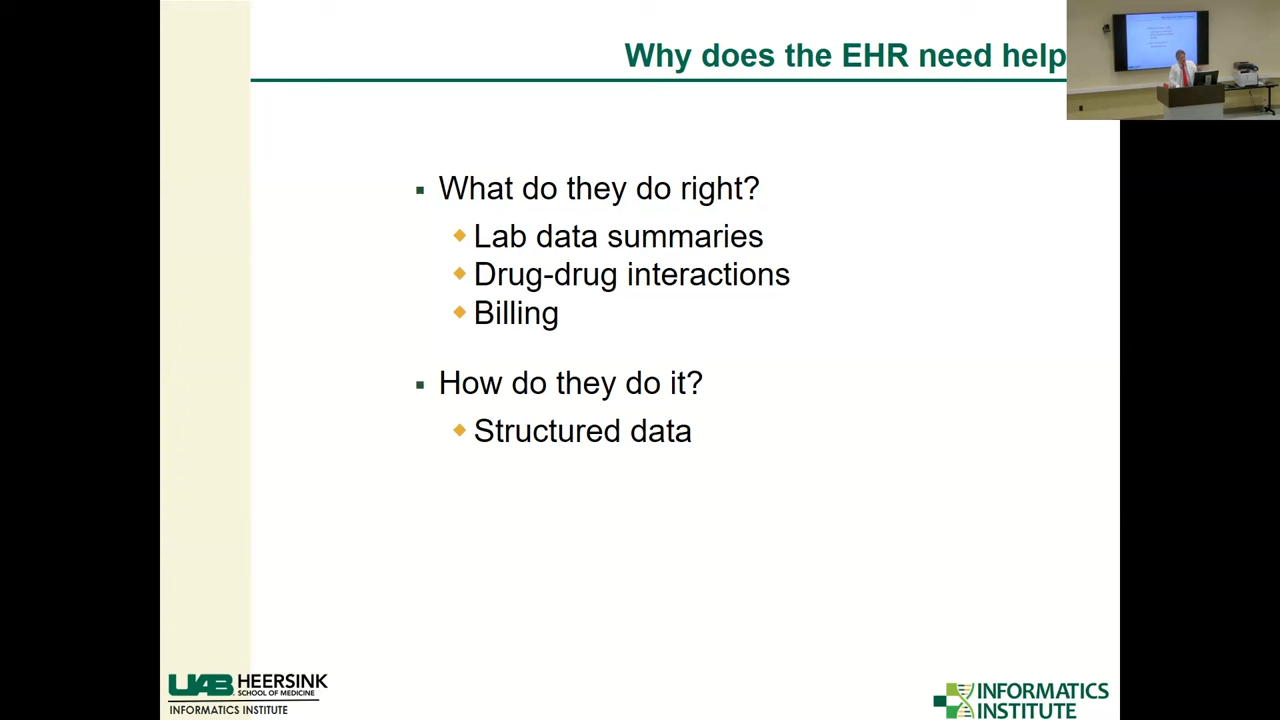 Why does the EHR need help
What do they do right?
Lab data summaries
Drug-drug interactions
Billing
How do they do it?
Structured data
UAB HEERSINK
SCHOOL OF MEDICINE
INFORMATICS INSTITUTE
INFORMATICS
INSTITUTE